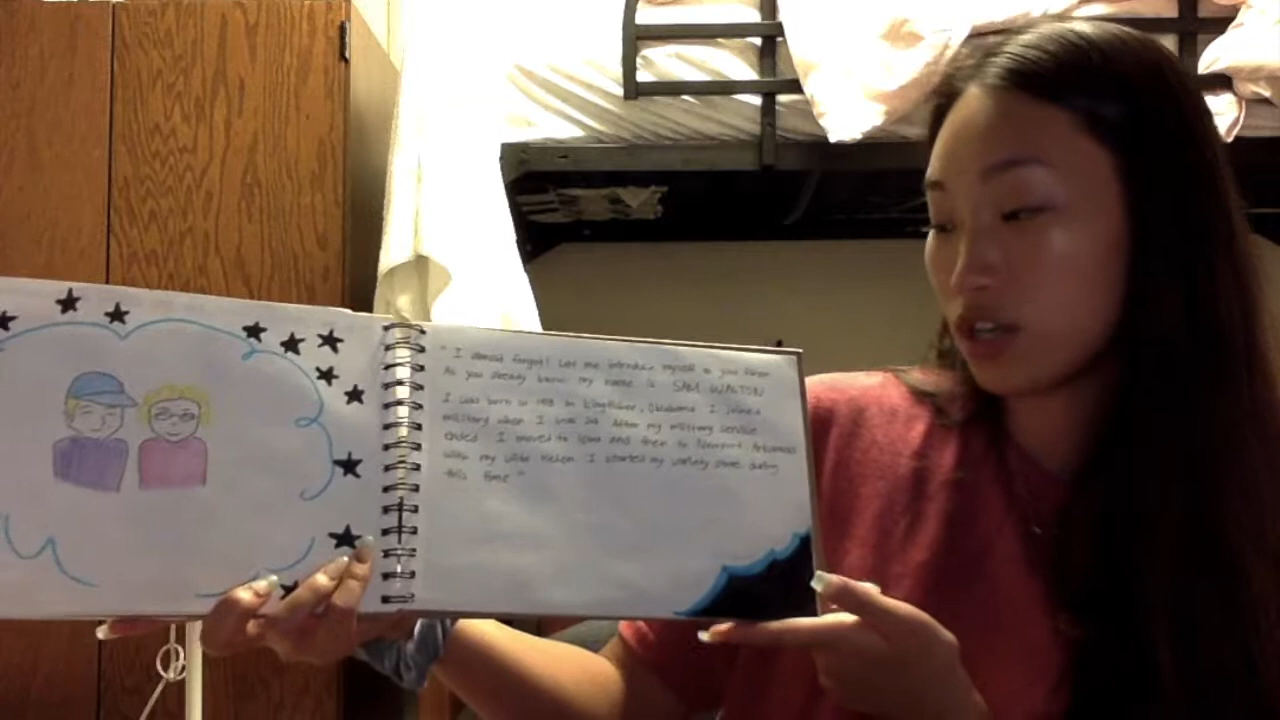 " I almost forgot! Let me introduce myself to you
As you already know my name is SAM WALTON
I was born in in Kingfisher, Oklahoma I joined
military when I was After my military service
ended I moved to Iowa and then to Newport Arkansas
with my wife Helen I started my variety store during
this time "